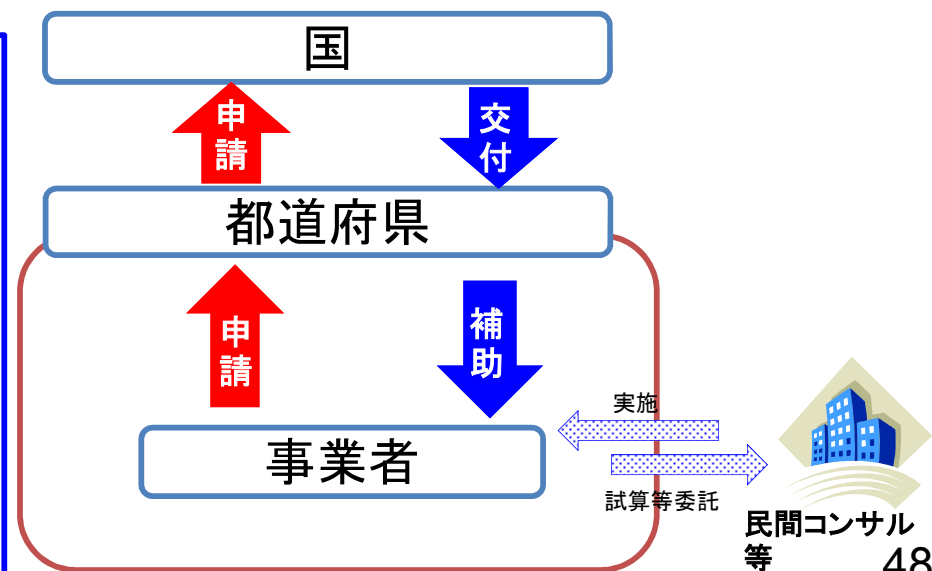 国
申請
交付
都道府県
申請
補助
実施
事業者
試算等委託
民間コンサル
等
48